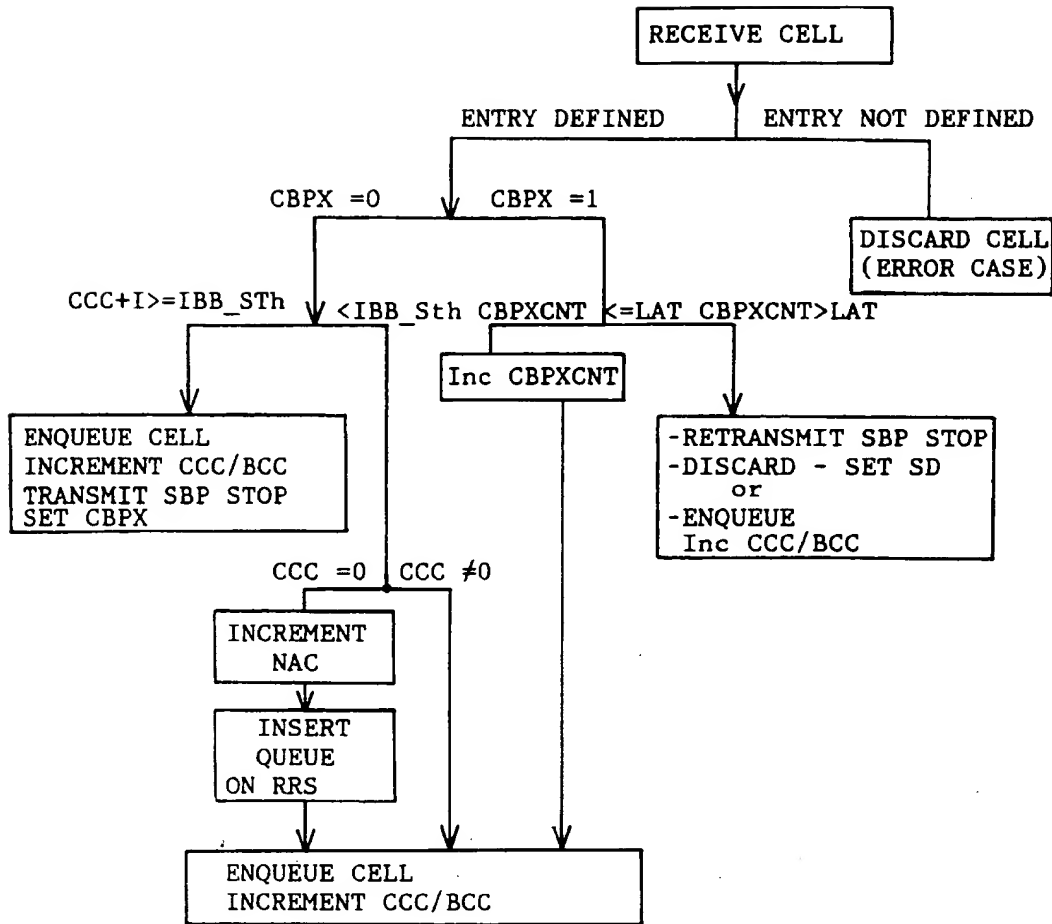 RECEIVE CELL
ENTRY DEFINED
ENTRY NOT DEFINED
CBPX =0
CBPX =1
DISCARD CELL
(ERROR CASE)
CCC+I>=IBB_STh
<IBB_Sth
CBPXCNT <=LAT
CBPXCNT>LAT
Inc CBPXCNT
ENQUEUE CELL
INCREMENT CCC/BCC
TRANSMIT SBP STOP
SET CBPX
-RETRANSMIT SBP STOP
-DISCARD - SET SD
or
-ENQUEUE
Inc CCC/BCC
CCC =0
CCC ≠0
INCREMENT
NAC
INSERT
QUEUE
ON RRS
ENQUEUE CELL
INCREMENT CCC/BCC